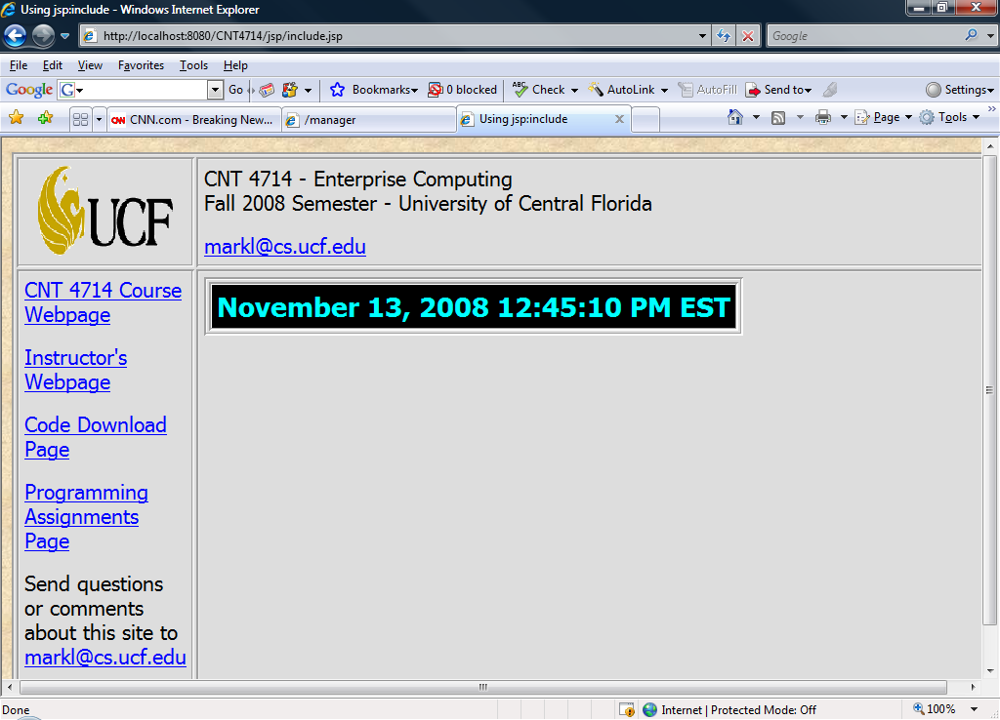 Using jsp:include - Windows Internet Explorer
http://localhost:8080/CNT4714/jsp/include.jsp
Google
File Edit View Favorites Tools Help
Google G Go Bookmarks 0 blocked ABC Check AutoLink AutoFill Send to Settings
CNN CNN.com - Breaking New... /manager Using jsp:include Page Tools
UCF
CNT 4714 - Enterprise Computing
Fall 2008 Semester - University of Central Florida
markl@cs.ucf.edu
CNT 4714 Course
Webpage
Instructor's
Webpage
Code Download
Page
Programming
Assignments
Page
Send questions
or comments
about this site to
markl@cs.ucf.edu
November 13, 2008 12:45:10 PM EST
Done Internet | Protected Mode: Off 100%